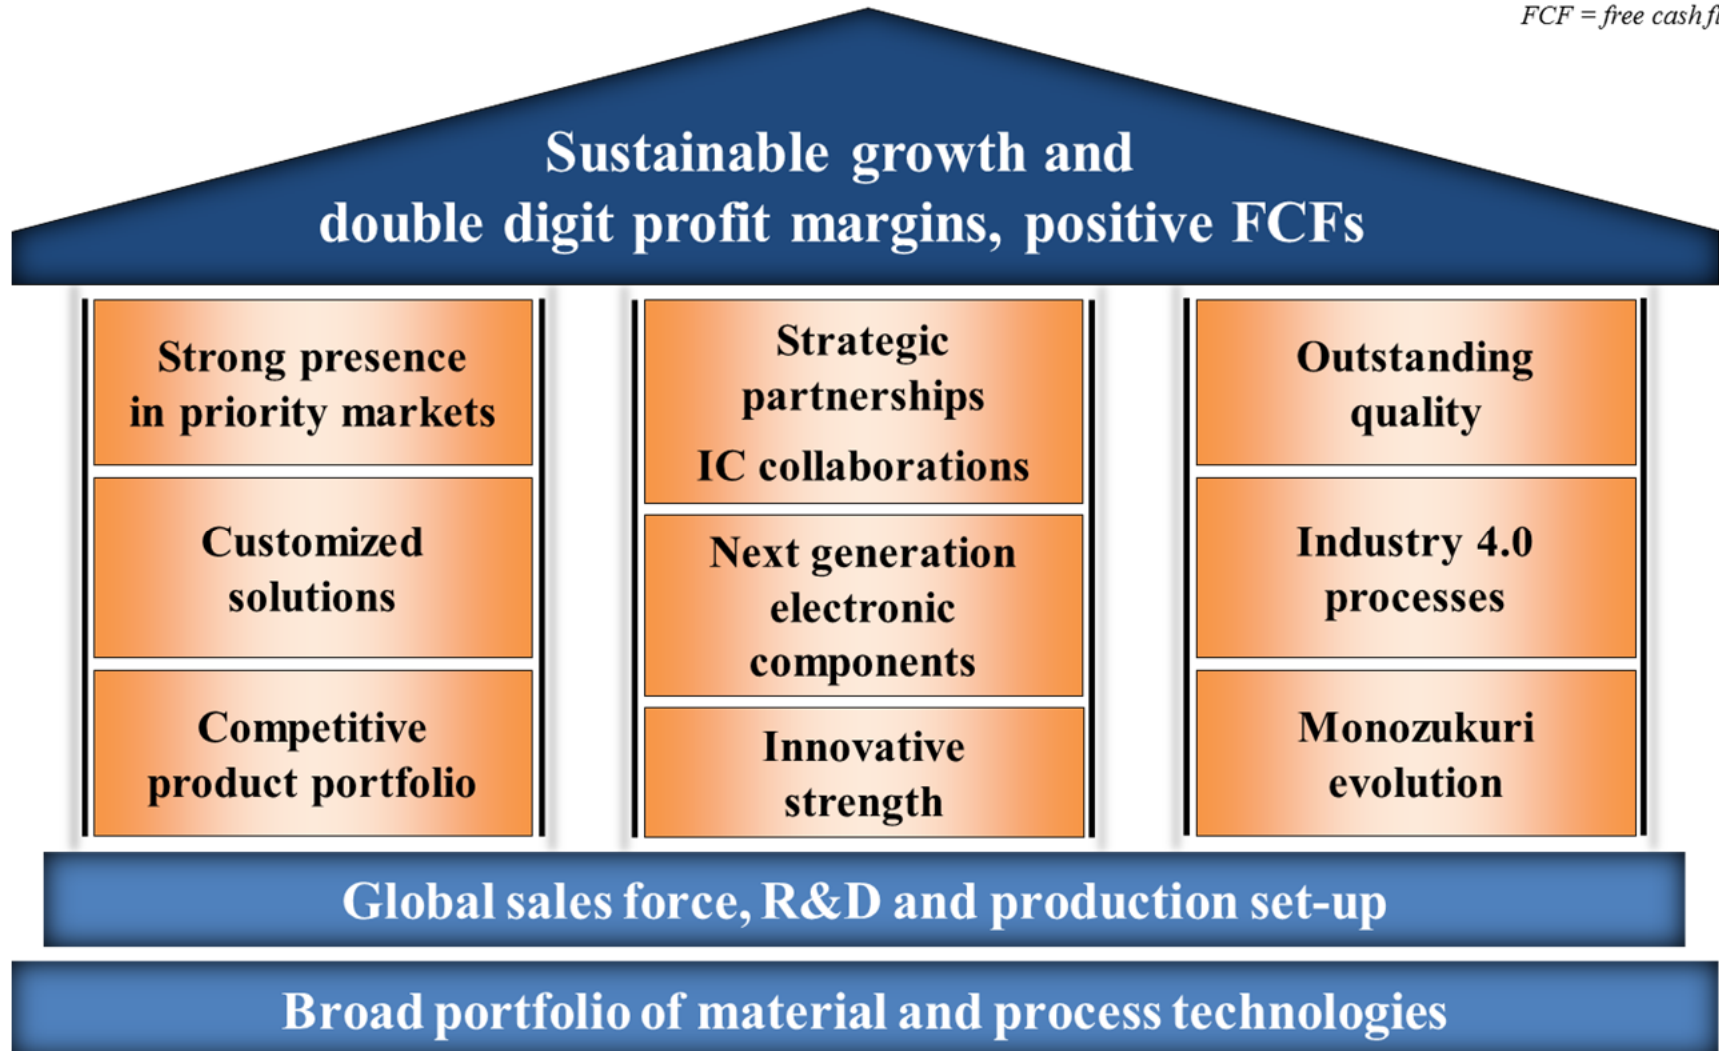 FCF = free cash
Sustainable growth and
double digit profit margins, positive FCFs
Strong presence
in priority markets
Customized
solutions
Competitive
product portfolio
Strategic
partnerships
IC collaborations
Next generation
electronic
components
Innovative
strength
Outstanding
quality
Industry 4.0
processes
Monozukuri
evolution
Global sales force, R&D and production set-up
Broad portfolio of material and process technologies